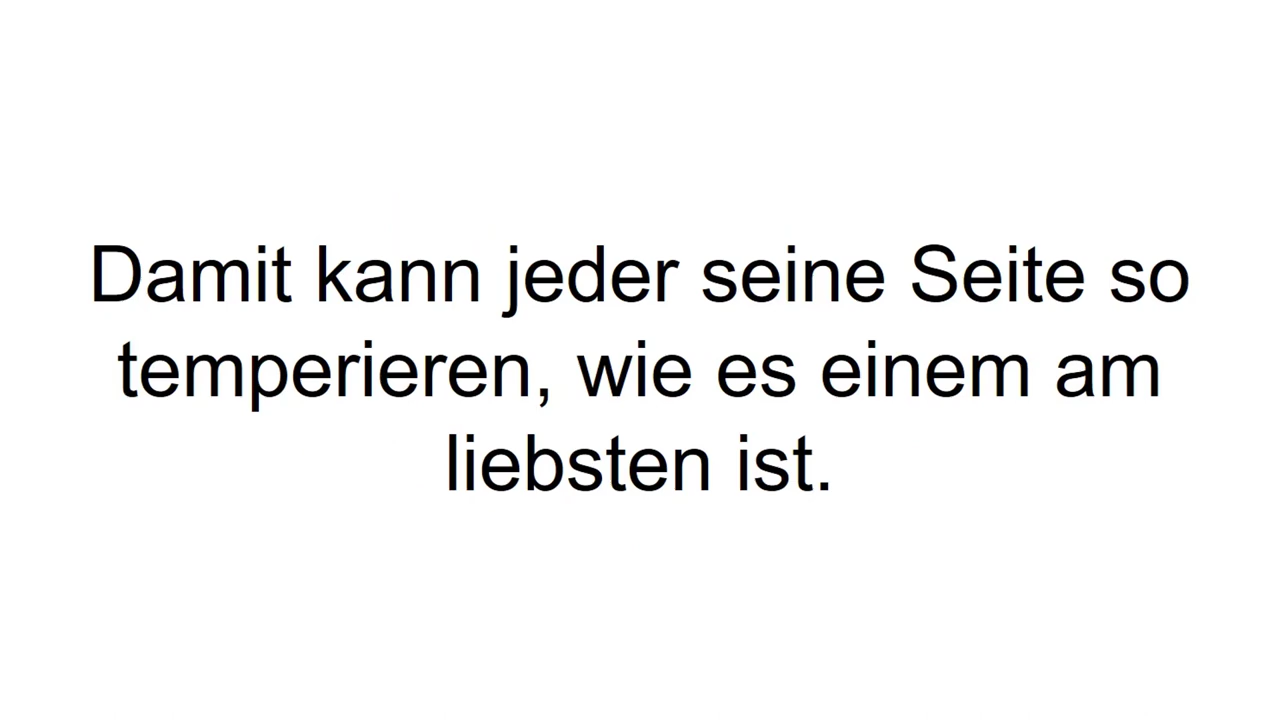 Damit kann jeder seine Seite so
temperieren, wie es einem am
liebsten ist.